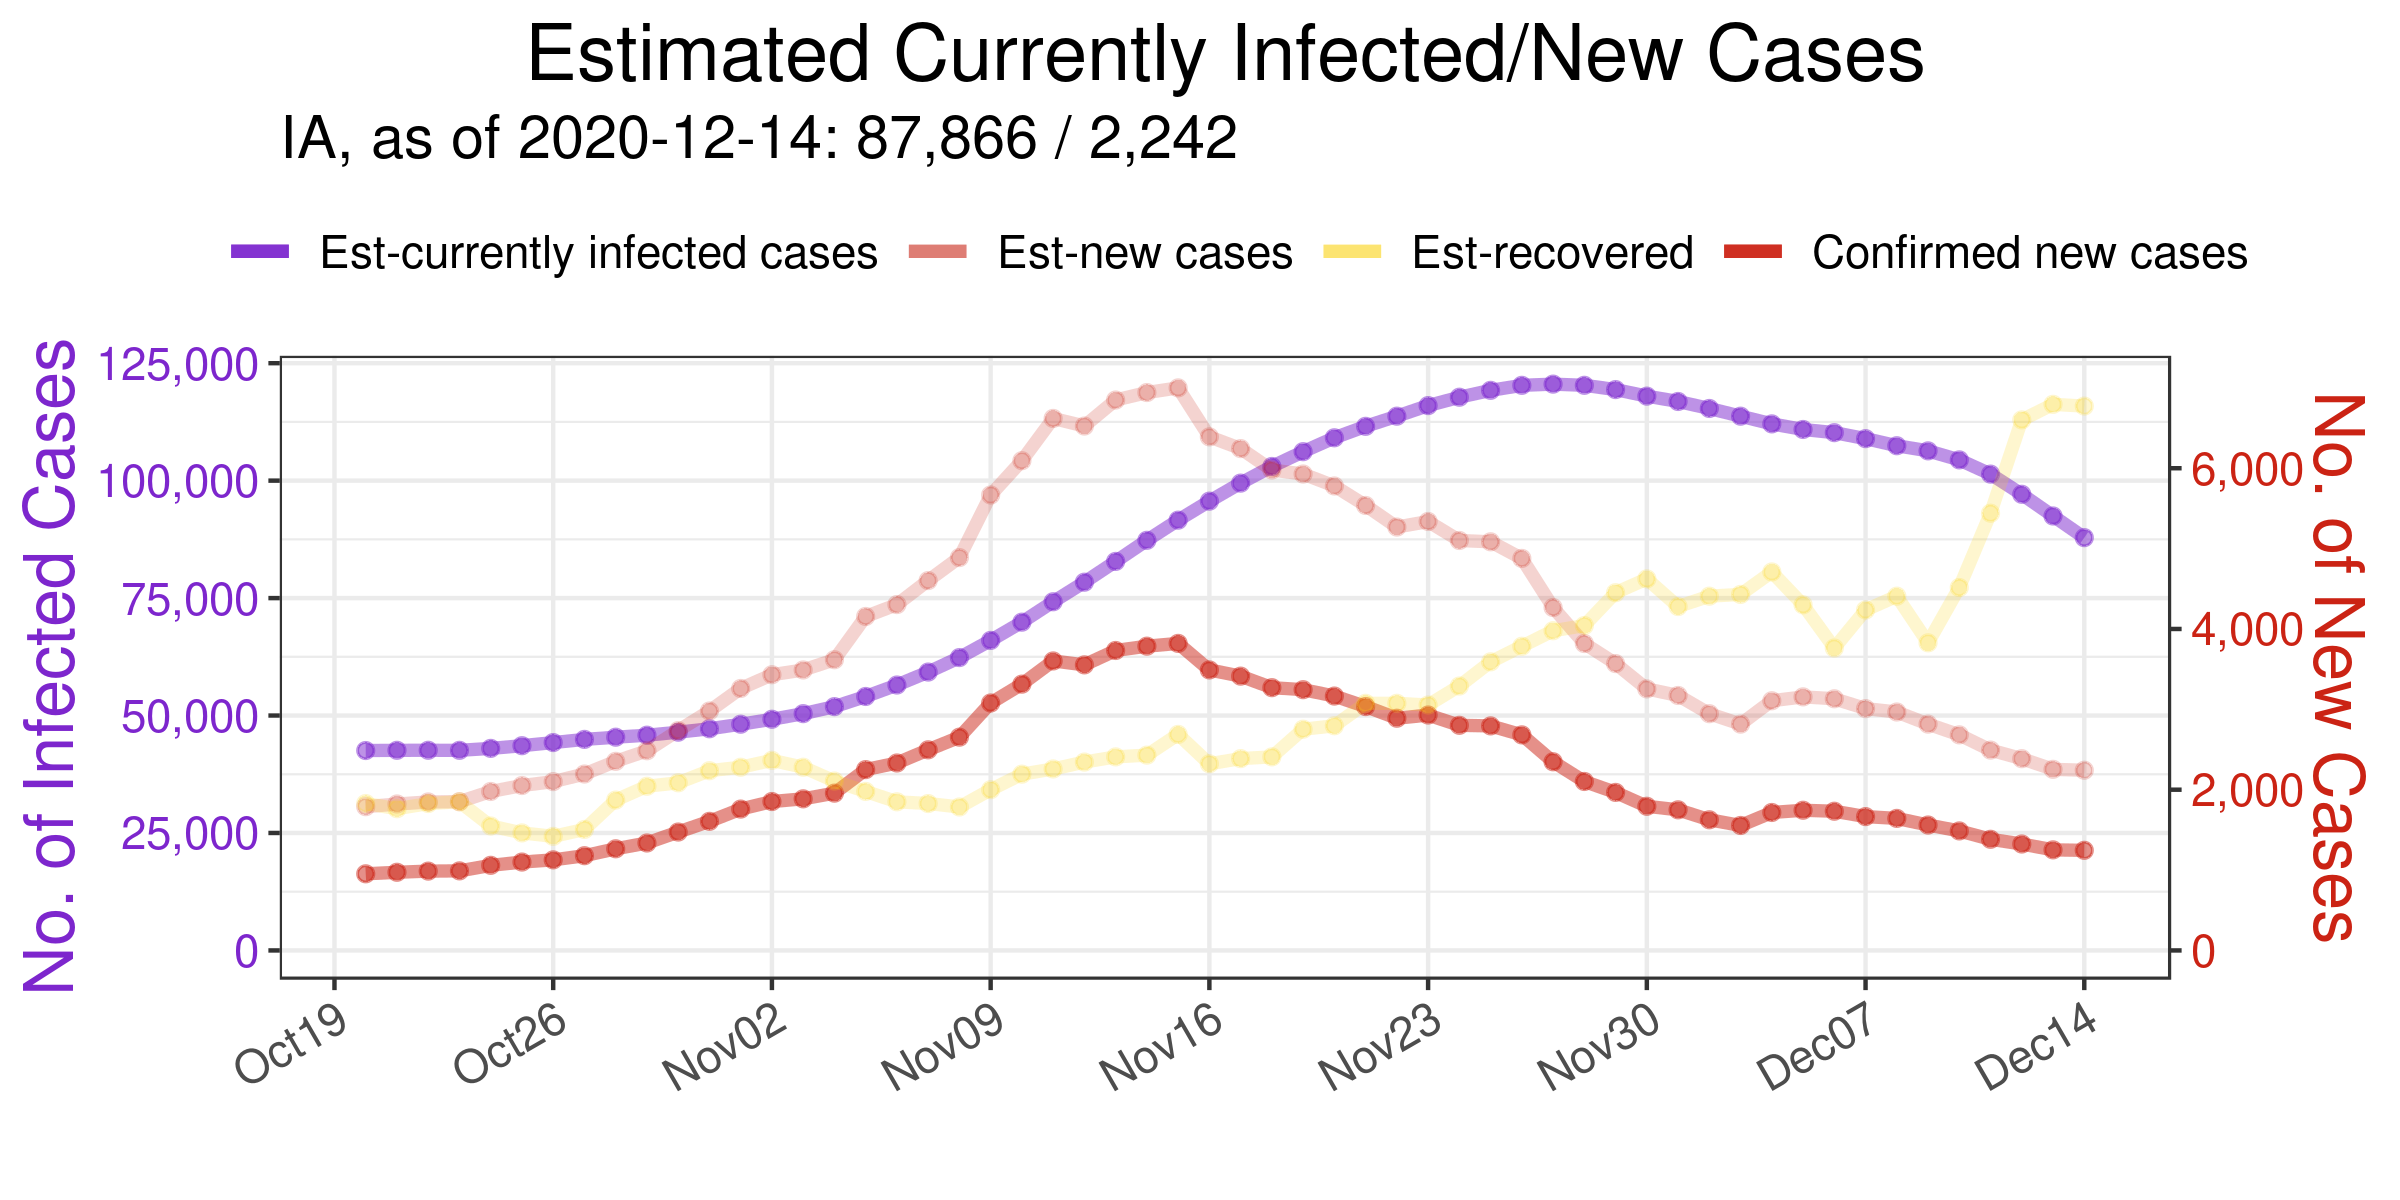 Estimated Currently Infected/New Cases
IA, as of 2020-12-14: 87,866 / 2,242
Est-currently infected cases
Est-new cases
Est-recovered
Confirmed new cases
No. of Infected Cases
125,000
100,000
75,000
50,000
25,000
0
No. of New Cases
6,000
4,000
2,000
0
Oct19
Oct26
Nov02
Nov09
Nov16
Nov23
Nov30
Dec07
Dec14